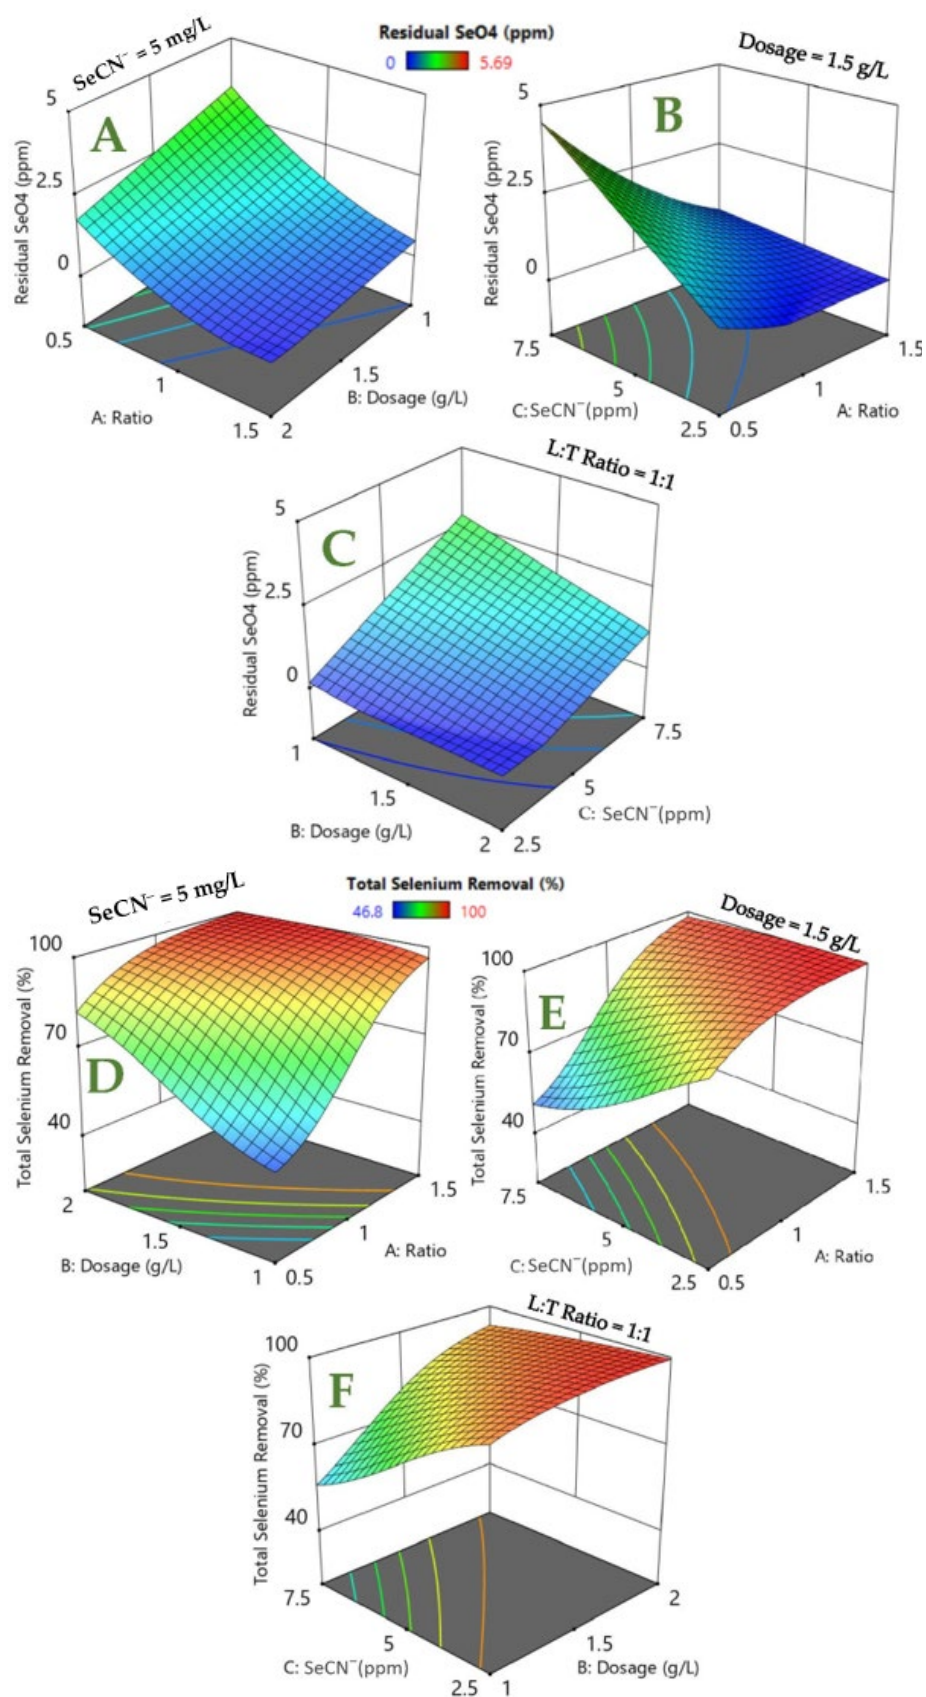 SeCN⁻ = 5 mg/L
Residual SeO4 (ppm)
0 5.69
Dosage = 1.5 g/L
A
5
2.5
0
Residual SeO4 (ppm)
0.5
1
1.5
A: Ratio
2
1.5
1
B: Dosage (g/L)
B
5
2.5
0
Residual SeO4 (ppm)
7.5
5
2.5
C: SeCN⁻(ppm)
0.5
1
1.5
A: Ratio
L:T Ratio = 1:1
C
5
2.5
0
Residual SeO4 (ppm)
1
1.5
2
B: Dosage (g/L)
2.5
5
7.5
C: SeCN⁻(ppm)
SeCN⁻ = 5 mg/L
Total Selenium Removal (%)
46.8 100
Dosage = 1.5 g/L
D
100
70
40
Total Selenium Removal (%)
2
1.5
1
B: Dosage (g/L)
0.5
1
1.5
A: Ratio
E
100
70
40
Total Selenium Removal (%)
7.5
5
2.5
C: SeCN⁻(ppm)
0.5
1
1.5
A: Ratio
L:T Ratio = 1:1
F
100
70
40
Total Selenium Removal (%)
7.5
5
2.5
C: SeCN⁻(ppm)
1
1.5
2
B: Dosage (g/L)